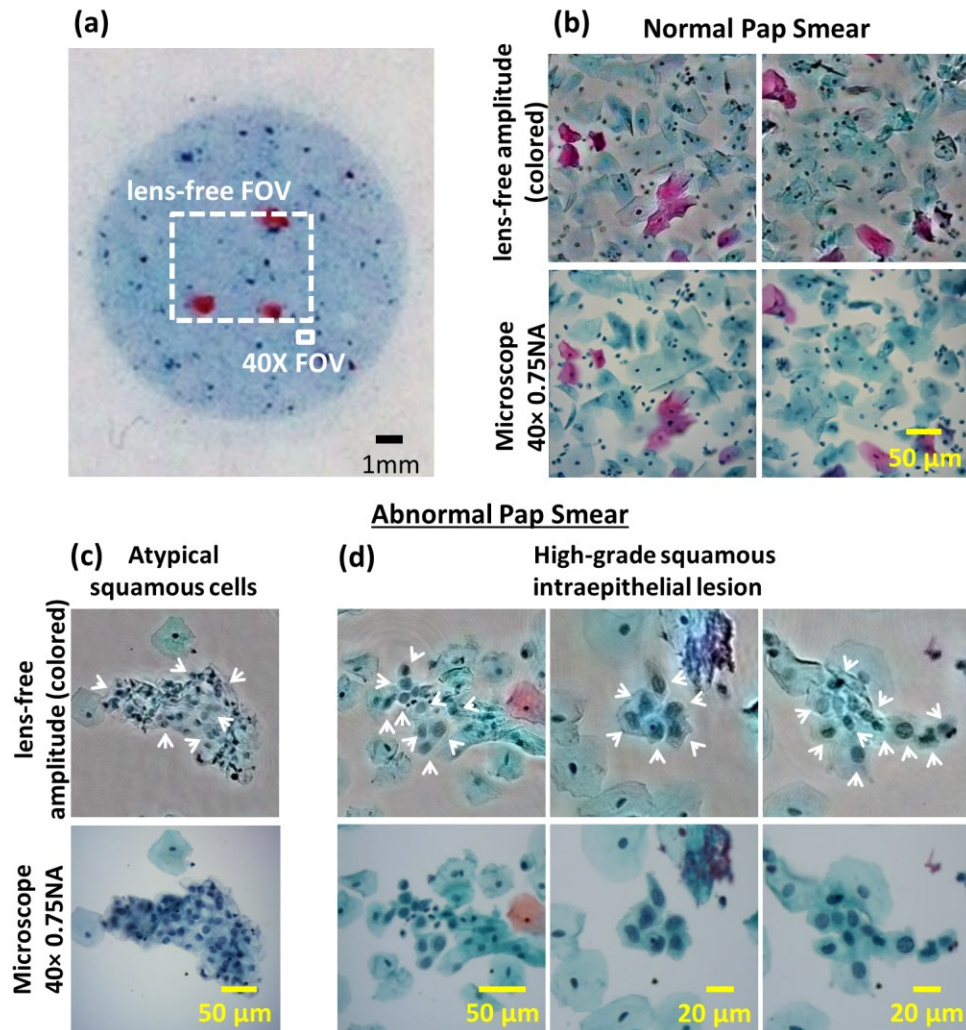 (a)
lens-free FOV
40X FOV
1mm
(b)
Normal Pap Smear
lens-free amplitude
(colored)
Microscope
40× 0.75NA
50 µm
Abnormal Pap Smear
(c)
Atypical
squamous cells
(d)
High-grade squamous
intraepithelial lesion
lens-free
amplitude (colored)
Microscope
40× 0.75NA
50 µm
50 µm
20 µm
20 µm